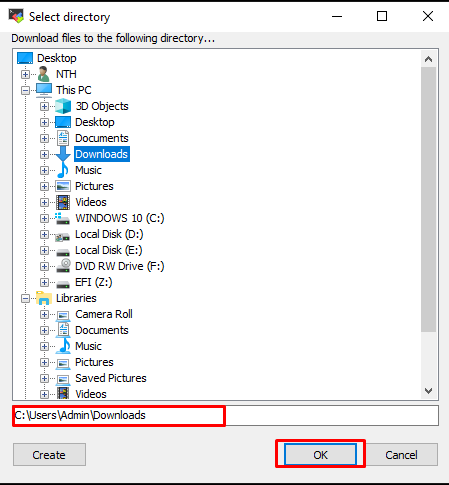 Select directory
Download files to the following directory...
Desktop
NTH
This PC
3D Objects
Desktop
Documents
Downloads
Music
Pictures
Videos
WINDOWS 10 (C:)
Local Disk (D:)
Local Disk (E:)
DVD RW Drive (F:)
EFI (Z:)
Libraries
Camera Roll
Documents
Music
Pictures
Saved Pictures
Videos
C:\Users\Admin\Downloads
Create OK Cancel